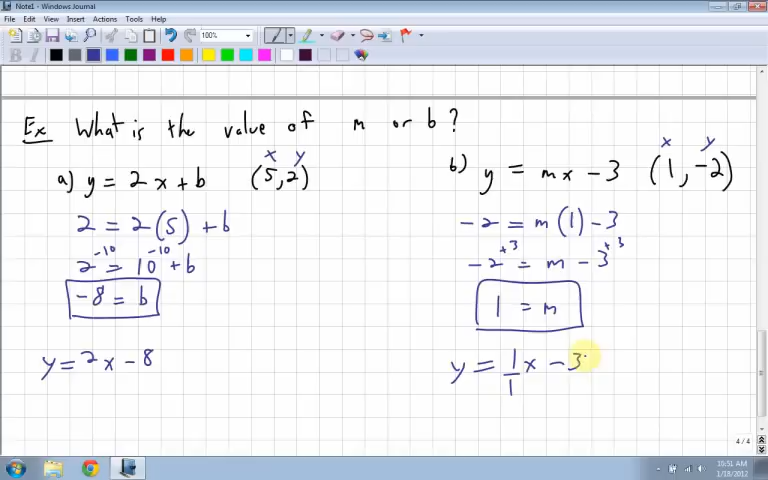 Note1 - Windows Journal
File Edit View Insert Actions Tools Help
100%
B I
Ex What is the value of m or b?
a) y = 2x + b (5, 2)
x y
2 = 2(5) + b
2 -10 = 10 -10 + b
-8 = b
y = 2x - 8
b) y = mx - 3 (1, -2)
x y
-2 = m(1) - 3
-2 +3 = m - 3 +3
1 = m
y = 1/1 x - 3
4 / 4
10:51 AM
1/18/2012